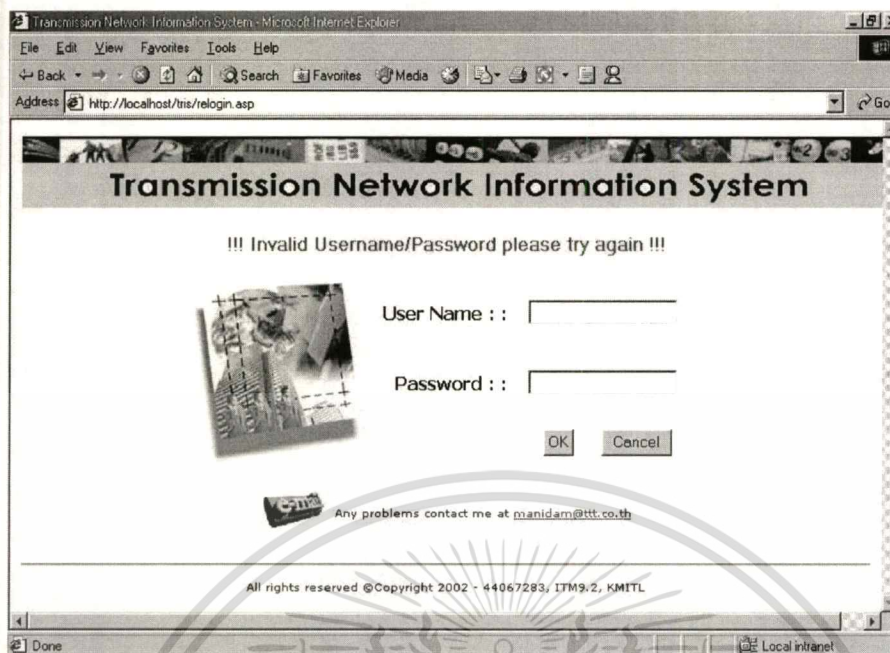 Transmission Network Information System - Microsoft Internet Explorer
File Edit View Favorites Tools Help
Back Search Favorites Media
Address http://localhost/tris/relogin.asp Go
Transmission Network Information System
!!! Invalid Username/Password please try again !!!
User Name : :
Password : :
OK Cancel
e-mail
Any problems contact me at manidam@ttt.co.th
All rights reserved ©Copyright 2002 - 44067283, ITM9.2, KMITL
Done Local intranet